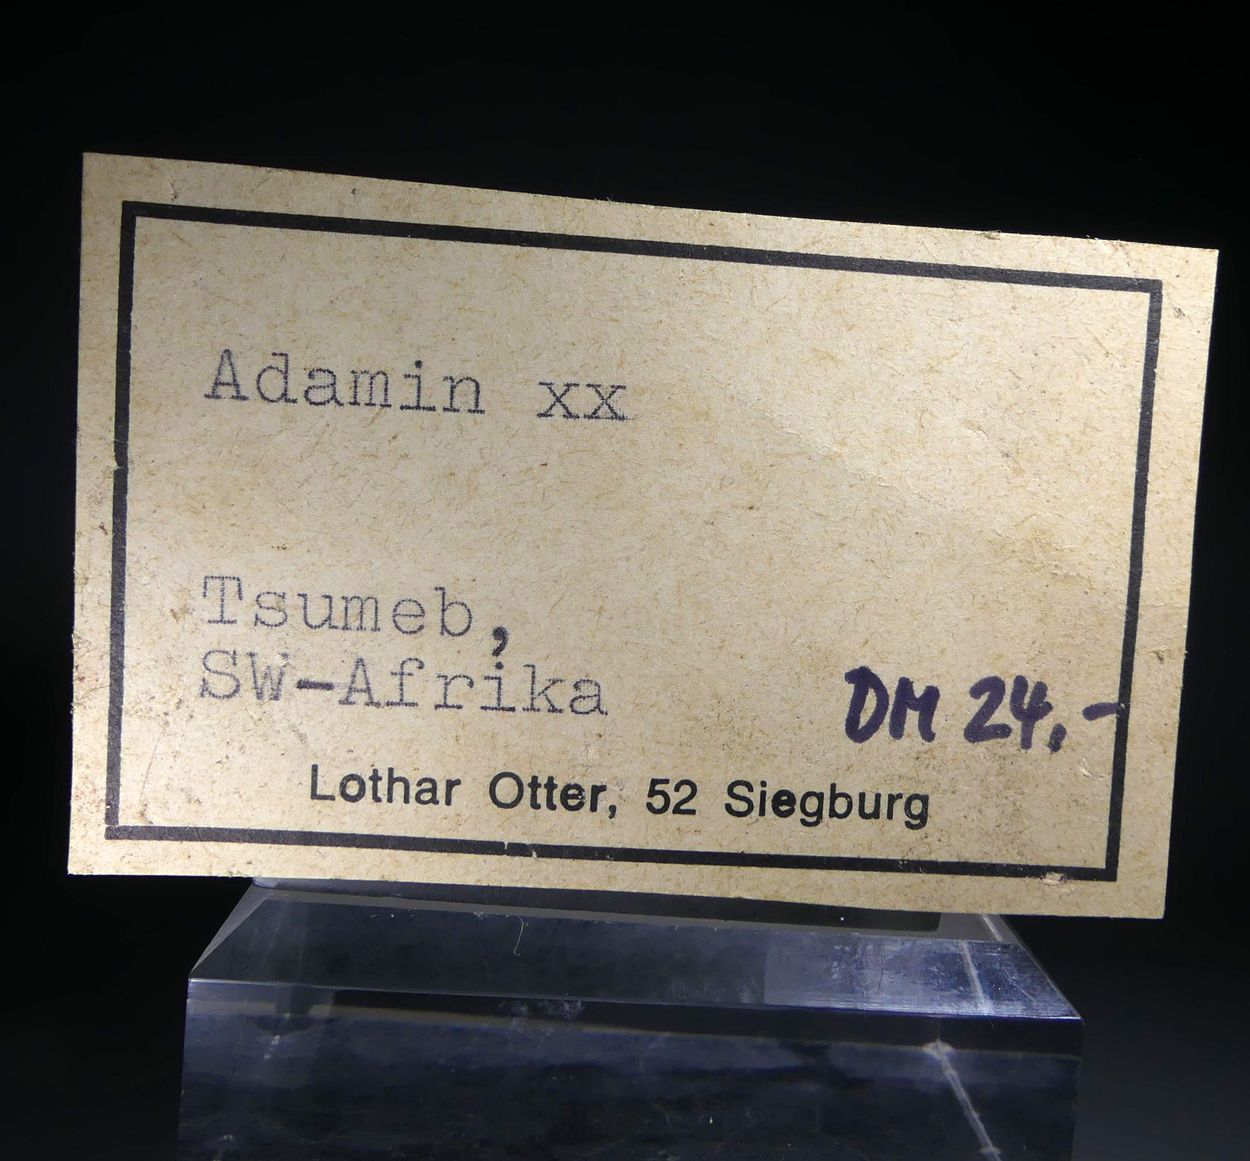 Adamin xx
Tsumeb,
SW-Afrika
DM 24,-
Lothar Otter, 52 Siegburg